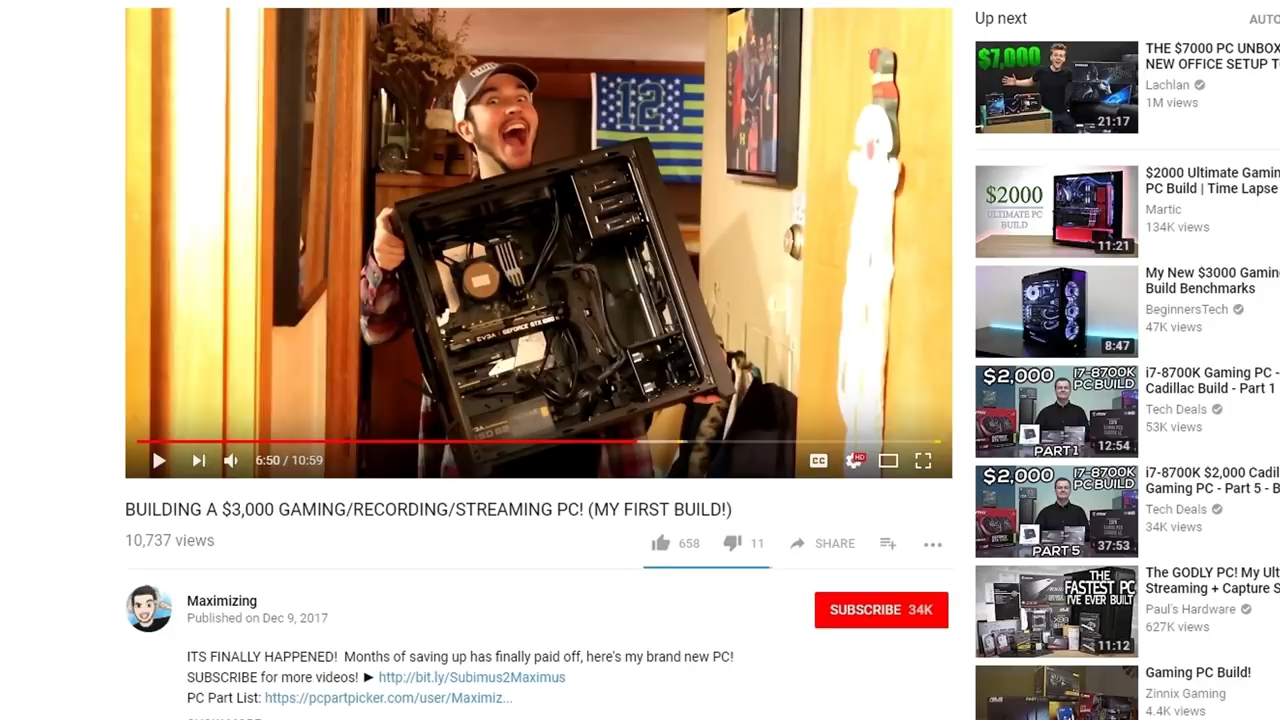 12
EVGA GEFORCE GTX
6:50 / 10:59
CC
HD
BUILDING A $3,000 GAMING/RECORDING/STREAMING PC! (MY FIRST BUILD!)
10,737 views
658
11
SHARE
Maximizing
Published on Dec 9, 2017
SUBSCRIBE 34K
ITS FINALLY HAPPENED! Months of saving up has finally paid off, here's my brand new PC!
SUBSCRIBE for more videos! ► http://bit.ly/Subimus2Maximus
PC Part List: https://pcpartpicker.com/user/Maximiz...
Up next
AUTO
$7,000
21:17
THE $7000 PC UNBOX
NEW OFFICE SETUP T
Lachlan
1M views
$2000
ULTIMATE PC
BUILD
11:21
$2000 Ultimate Gamin
PC Build | Time Lapse
Martic
134K views
8:47
My New $3000 Gamin
Build Benchmarks
BeginnersTech
47K views
$2,000
I7-8700K
PC BUILD
PART 1
12:54
i7-8700K Gaming PC -
Cadillac Build - Part 1
Tech Deals
53K views
$2,000
I7-8700K
PC BUILD
PART 5
37:53
i7-8700K $2,000 Cadil
Gaming PC - Part 5 - B
Tech Deals
34K views
THE
FASTEST PC
I'VE EVER BUILT
11:12
The GODLY PC! My Ult
Streaming + Capture S
Paul's Hardware
627K views
Gaming PC Build!
Zinnix Gaming
4.4K views